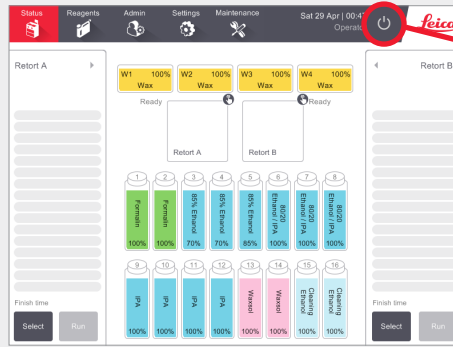 Status
Reagents
Admin
Settings
Maintenance
Sat 29 Apr | 00:4
Operato
Leica
Retort A
W1 100%
Wax
W2 100%
Wax
W3 100%
Wax
W4 100%
Wax
Retort B
Ready
Ready
Retort A
Retort B
1
Formalin
100%
2
Formalin
100%
3
85% Ethanol
70%
4
85% Ethanol
70%
5
85% Ethanol
85%
6
80/20
Ethanol / IPA
100%
7
80/20
Ethanol / IPA
100%
8
80/20
Ethanol / IPA
100%
9
IPA
100%
10
IPA
100%
11
IPA
100%
12
IPA
100%
13
Waxsol
100%
14
Waxsol
100%
15
Cleaning
Ethanol
100%
16
Cleaning
Ethanol
100%
Finish time
Select
Run
Finish time
Select
Run